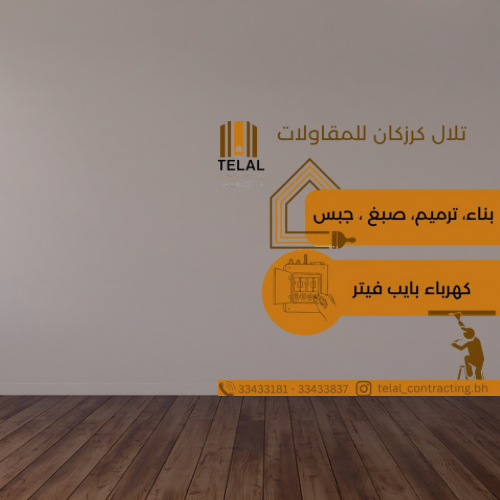 تلال كرزكان للمقاولات
TELAL
بناء، ترميم، صبغ ، جبس
كهرباء بايب فيتر
33433181 - 33433837 telal_contracting.bh